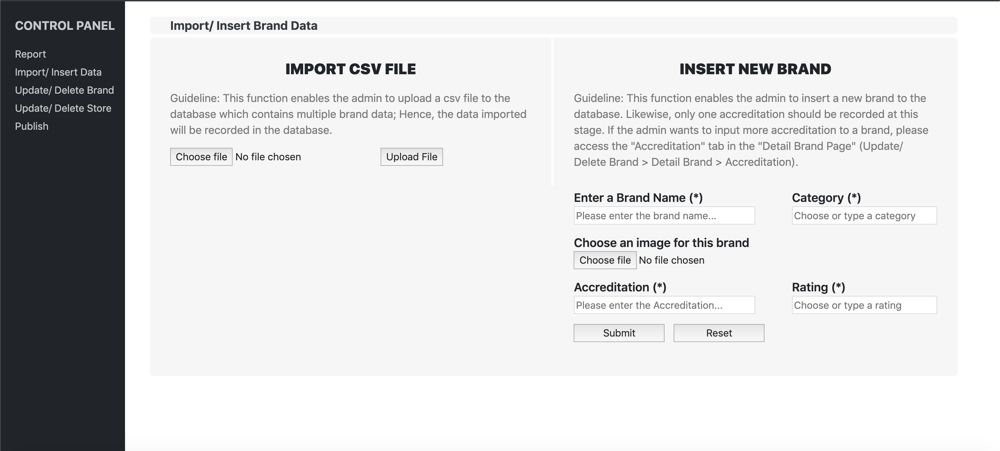 CONTROL PANEL
Report
Import/ Insert Data
Update/ Delete Brand
Update/ Delete Store
Publish
Import/ Insert Brand Data
IMPORT CSV FILE
Guideline: This function enables the admin to upload a csv file to the
database which contains multiple brand data; Hence, the data imported
will be recorded in the database.
Choose file No file chosen
Upload File
INSERT NEW BRAND
Guideline: This function enables the admin to insert a new brand to the
database. Likewise, only one accreditation should be recorded at this
stage. If the admin wants to input more accreditation to a brand, please
access the "Accreditation" tab in the "Detail Brand Page" (Update/
Delete Brand > Detail Brand > Accreditation).
Enter a Brand Name (*)
Please enter the brand name...
Category (*)
Choose or type a category
Choose an image for this brand
Choose file No file chosen
Accreditation (*)
Please enter the Accreditation...
Rating (*)
Choose or type a rating
Submit
Reset